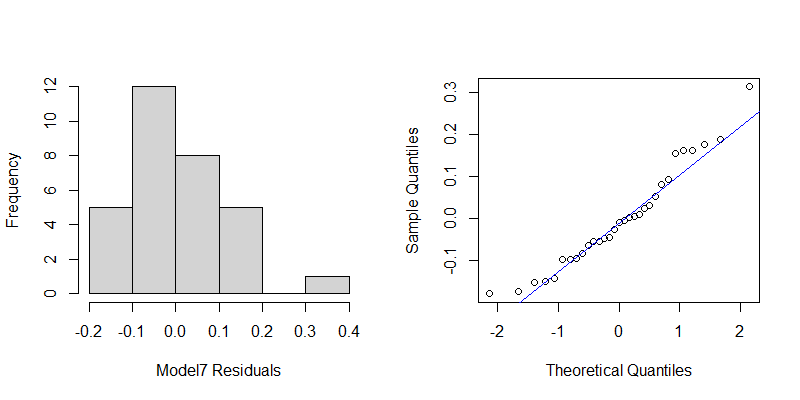 Frequency
0 2 4 6 8 10 12
-0.2 -0.1 0.0 0.1 0.2 0.3 0.4
Model7 Residuals
Sample Quantiles
-0.1 0.0 0.1 0.2 0.3
-2 -1 0 1 2
Theoretical Quantiles